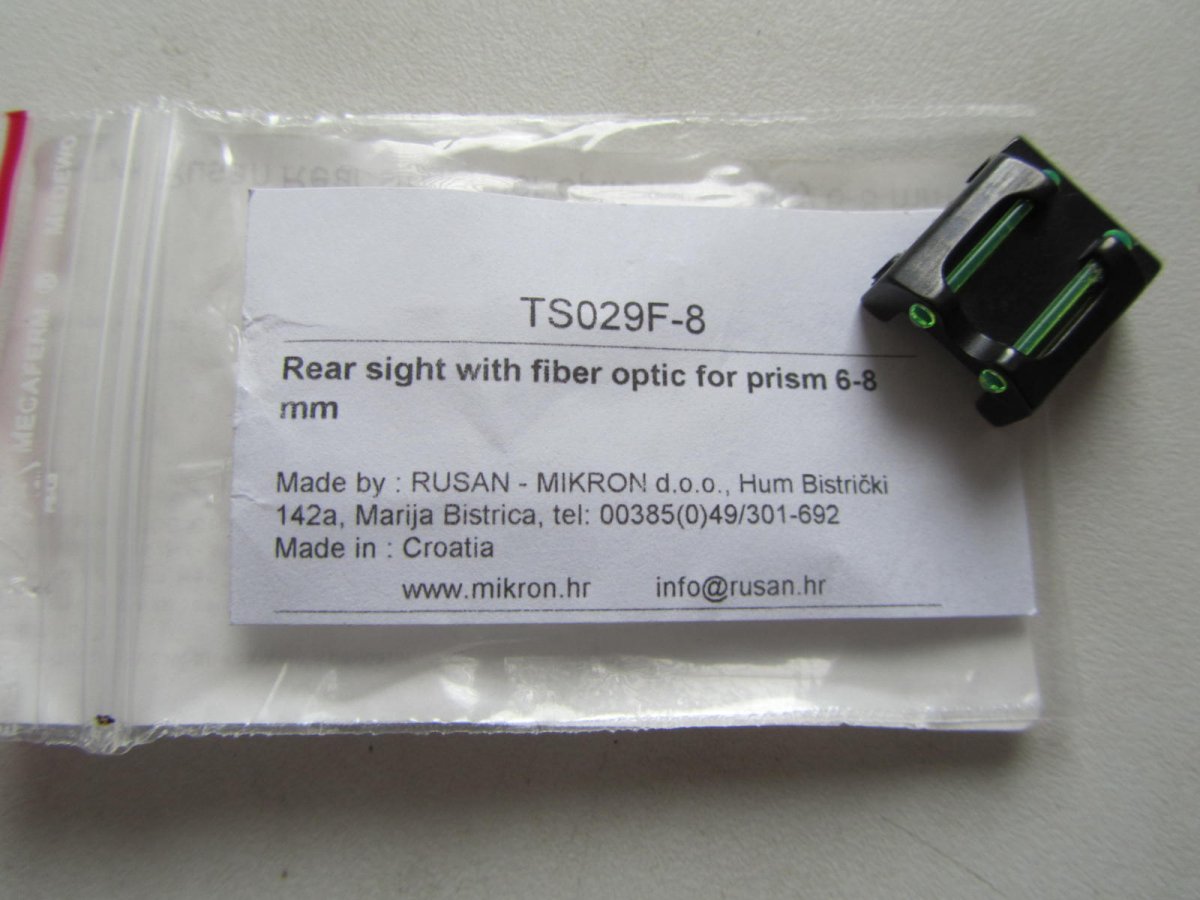 TS029F-8
Rear sight with fiber optic for prism 6-8
mm
Made by : RUSAN - MIKRON d.o.o., Hum Bistrički
142a, Marija Bistrica, tel: 00385(0)49/301-692
Made in : Croatia
www.mikron.hr info@rusan.hr
MEGAFERM